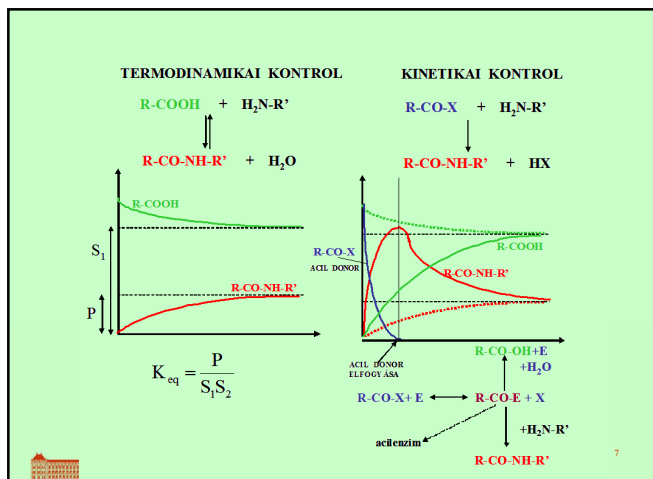 TERMODINAMIKAI KONTROL
R-COOH + H₂N-R’
R-CO-NH-R’ + H₂O
R-COOH
S₁
R-CO-NH-R’
P
K eq = P / S₁S₂
KINETIKAI KONTROL
R-CO-X + H₂N-R’
R-CO-NH-R’ + HX
R-COOH
R-CO-X
ACIL DONOR
R-CO-NH-R’
ACIL DONOR
ELFOGYÁSA
R-CO-OH+E
+H₂O
R-CO-X+ E
R-CO-E + X
+H₂N-R’
acilenzim
R-CO-NH-R’
7